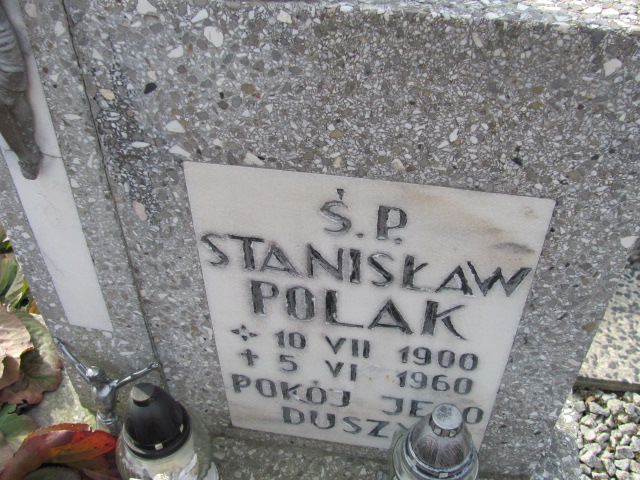 Ś.P.
STANISŁAW
POLAK
10 VII 1900
✝ 5 VI 1960
POKÓJ JEGO
DUSZY